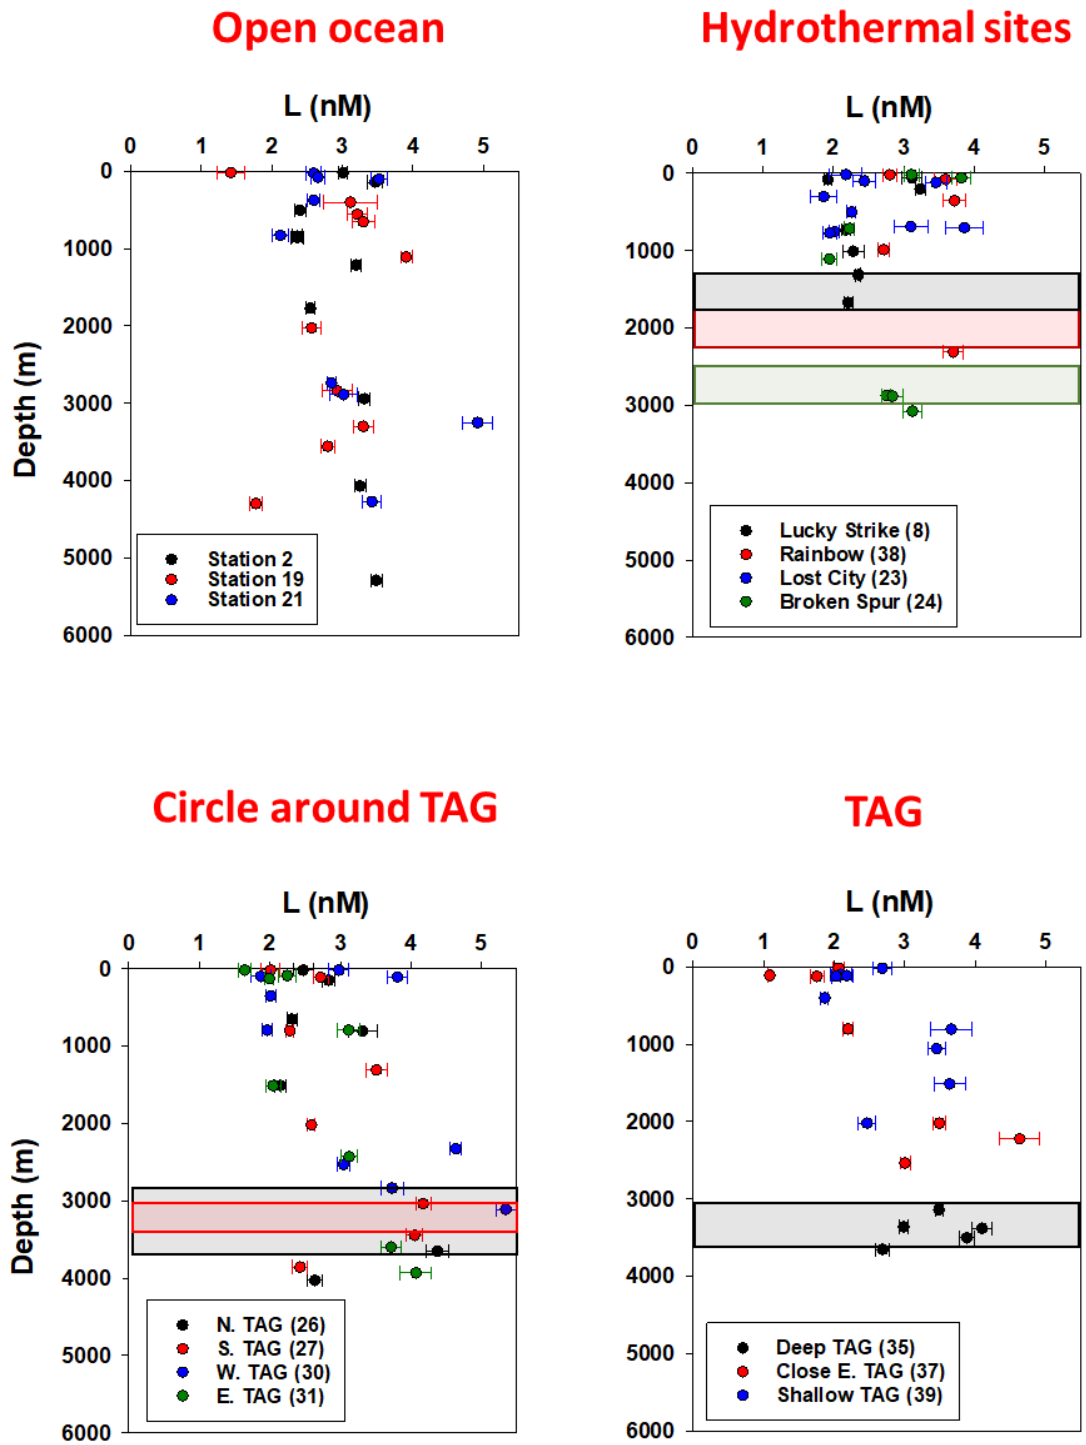 Open ocean
Hydrothermal sites
L (nM)
0 1 2 3 4 5
0
1000
2000
3000
4000
5000
6000
Depth (m)
Station 2
Station 19
Station 21
L (nM)
0 1 2 3 4 5
0
1000
2000
3000
4000
5000
6000
Lucky Strike (8)
Rainbow (38)
Lost City (23)
Broken Spur (24)
Circle around TAG
TAG
L (nM)
0 1 2 3 4 5
0
1000
2000
3000
4000
5000
6000
Depth (m)
N. TAG (26)
S. TAG (27)
W. TAG (30)
E. TAG (31)
L (nM)
0 1 2 3 4 5
0
1000
2000
3000
4000
5000
6000
Deep TAG (35)
Close E. TAG (37)
Shallow TAG (39)